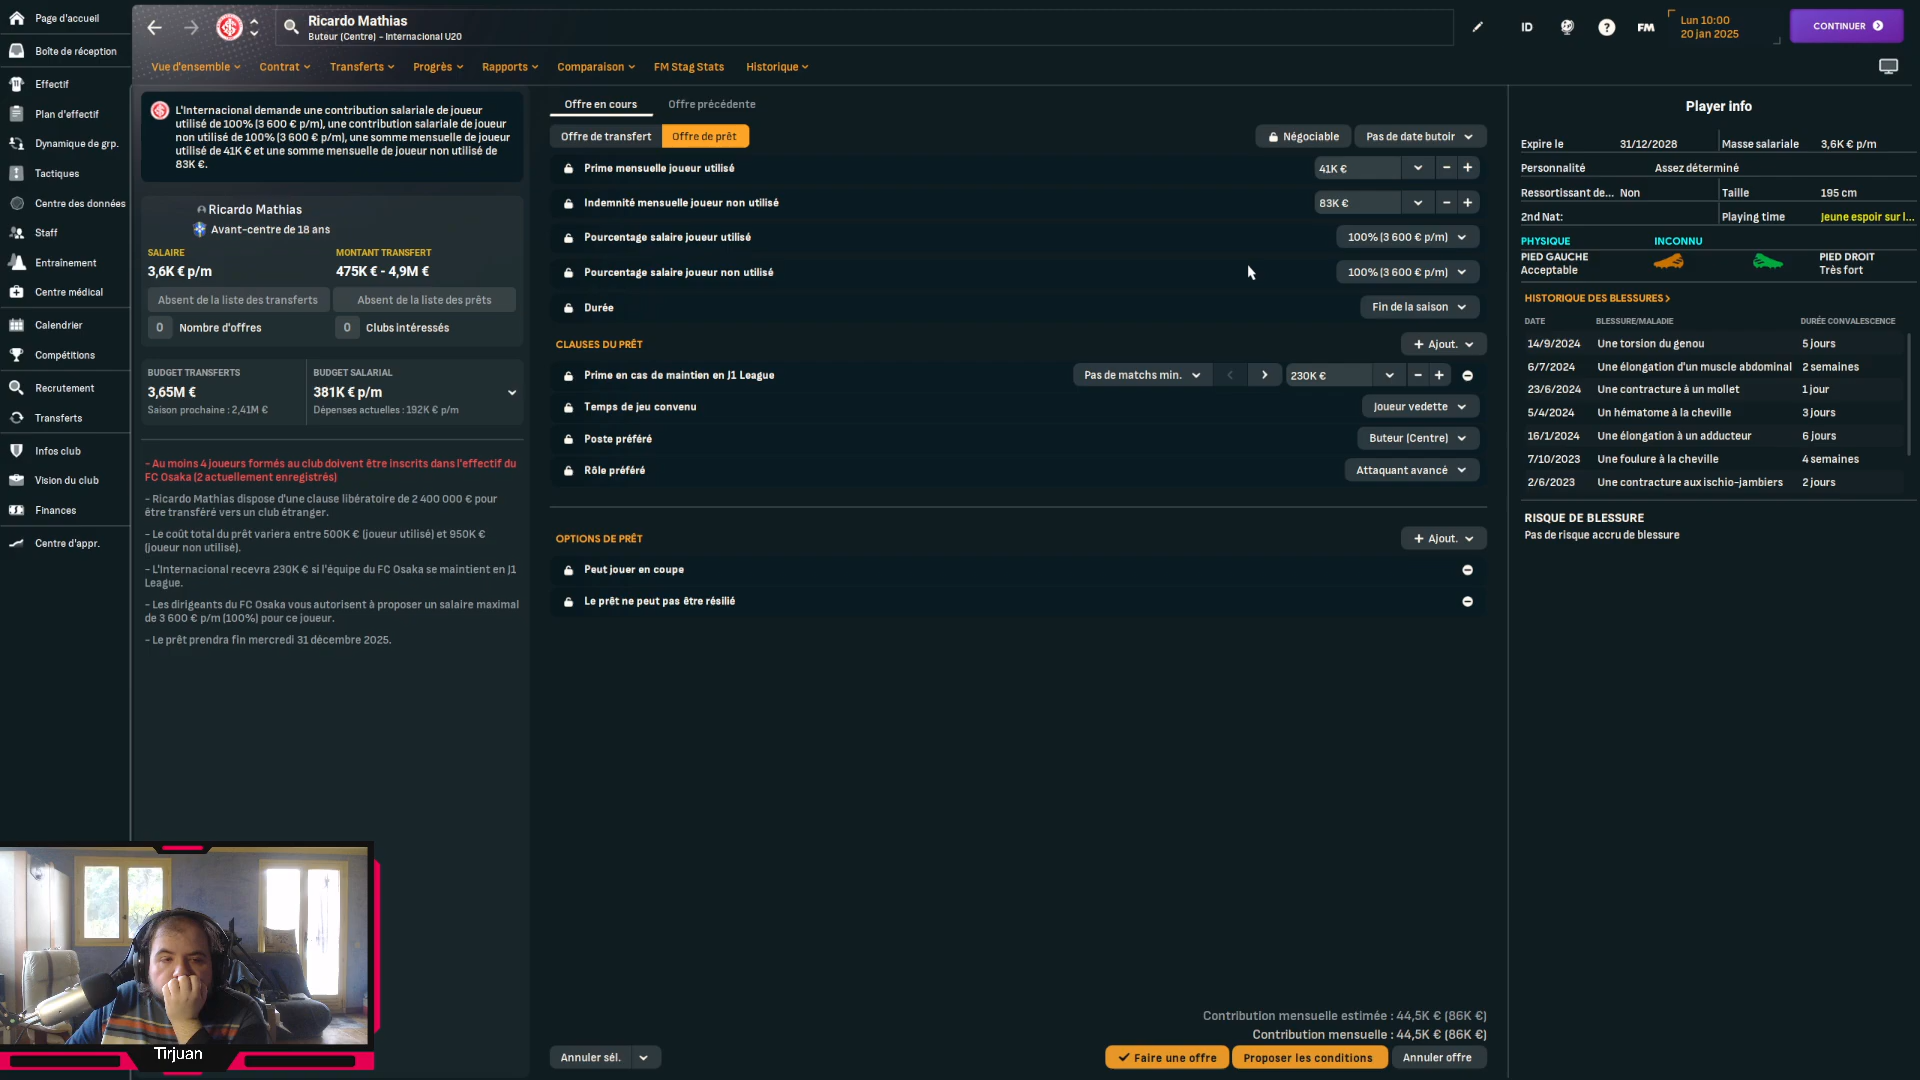 Page d'accueil
Boîte de réception
Effectif
Plan d'effectif
Dynamique de grp.
Tactiques
Centre des données
Staff
Entraînement
Centre médical
Calendrier
Compétitions
Recrutement
Transferts
Infos club
Vision du club
Finances
Centre d'appr.
Ricardo Mathias
Buteur (Centre) - Internacional U20
ID
FM
Lun 10:00
20 jan 2025
CONTINUER
Vue d'ensemble
Contrat
Transferts
Progrès
Rapports
Comparaison
FM Stag Stats
Historique
L'Internacional demande une contribution salariale de joueur
utilisé de 100% (3 600 € p/m), une contribution salariale de joueur
non utilisé de 100% (3 600 € p/m), une somme mensuelle de joueur
utilisé de 41K € et une somme mensuelle de joueur non utilisé de
83K €.
Ricardo Mathias
Avant-centre de 18 ans
SALAIRE
MONTANT TRANSFERT
3,6K € p/m
475K € - 4,9M €
Absent de la liste des transferts
Absent de la liste des prêts
0 Nombre d'offres
0 Clubs intéressés
BUDGET TRANSFERTS
BUDGET SALARIAL
3,65M €
381K € p/m
Saison prochaine : 2,41M €
Dépenses actuelles : 192K € p/m
- Au moins 4 joueurs formés au club doivent être inscrits dans l'effectif du
FC Osaka (2 actuellement enregistrés)
- Ricardo Mathias dispose d'une clause libératoire de 2 400 000 € pour
être transféré vers un club étranger.
- Le coût total du prêt variera entre 500K € (joueur utilisé) et 950K €
(joueur non utilisé).
- L'Internacional recevra 230K € si l'équipe du FC Osaka se maintient en J1
League.
- Les dirigeants du FC Osaka vous autorisent à proposer un salaire maximal
de 3 600 € p/m (100%) pour ce joueur.
- Le prêt prendra fin mercredi 31 décembre 2025.
Tirjuan
Offre en cours
Offre précédente
Offre de transfert
Offre de prêt
Négociable
Pas de date butoir
Prime mensuelle joueur utilisé
41K €
Indemnité mensuelle joueur non utilisé
83K €
Pourcentage salaire joueur utilisé
100% (3 600 € p/m)
Pourcentage salaire joueur non utilisé
100% (3 600 € p/m)
Durée
Fin de la saison
CLAUSES DU PRÊT
Ajout.
Prime en cas de maintien en J1 League
Pas de matchs min.
230K €
Temps de jeu convenu
Joueur vedette
Poste préféré
Buteur (Centre)
Rôle préféré
Attaquant avancé
OPTIONS DE PRÊT
Ajout.
Peut jouer en coupe
Le prêt ne peut pas être résilié
Contribution mensuelle estimée : 44,5K € (86K €)
Contribution mensuelle : 44,5K € (86K €)
Annuler sél.
Faire une offre
Proposer les conditions
Annuler offre
Player info
Expire le 31/12/2028
Masse salariale 3,6K € p/m
Personnalité Assez déterminé
Ressortissant de... Non
Taille 195 cm
2nd Nat:
Playing time Jeune espoir sur l...
PHYSIQUE INCONNU
PIED GAUCHE
Acceptable
PIED DROIT
Très fort
HISTORIQUE DES BLESSURES
DATE BLESSURE/MALADIE DURÉE CONVALESCENCE
14/9/2024 Une torsion du genou 5 jours
6/7/2024 Une élongation d'un muscle abdominal 2 semaines
23/6/2024 Une contracture à un mollet 1 jour
5/4/2024 Un hématome à la cheville 3 jours
16/1/2024 Une élongation à un adducteur 6 jours
7/10/2023 Une foulure à la cheville 4 semaines
2/6/2023 Une contracture aux ischio-jambiers 2 jours
RISQUE DE BLESSURE
Pas de risque accru de blessure